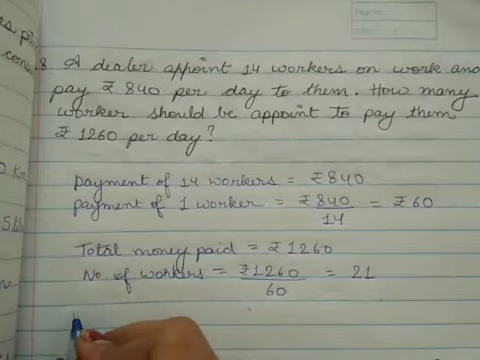 8 A dealer appoint 14 workers on work and
pay ₹ 840 per day to them. How many
worker should be appoint to pay them
₹ 1260 per day?
payment of 14 workers = ₹840
payment of 1 worker = ₹840/14 = ₹60
Total money paid = ₹1260
No. of workers = ₹1260/60 = 21